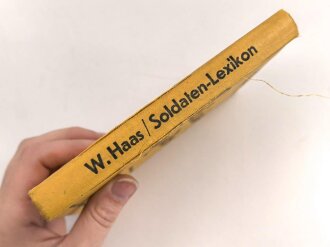 W. Haas / Soldaten-Lexikon